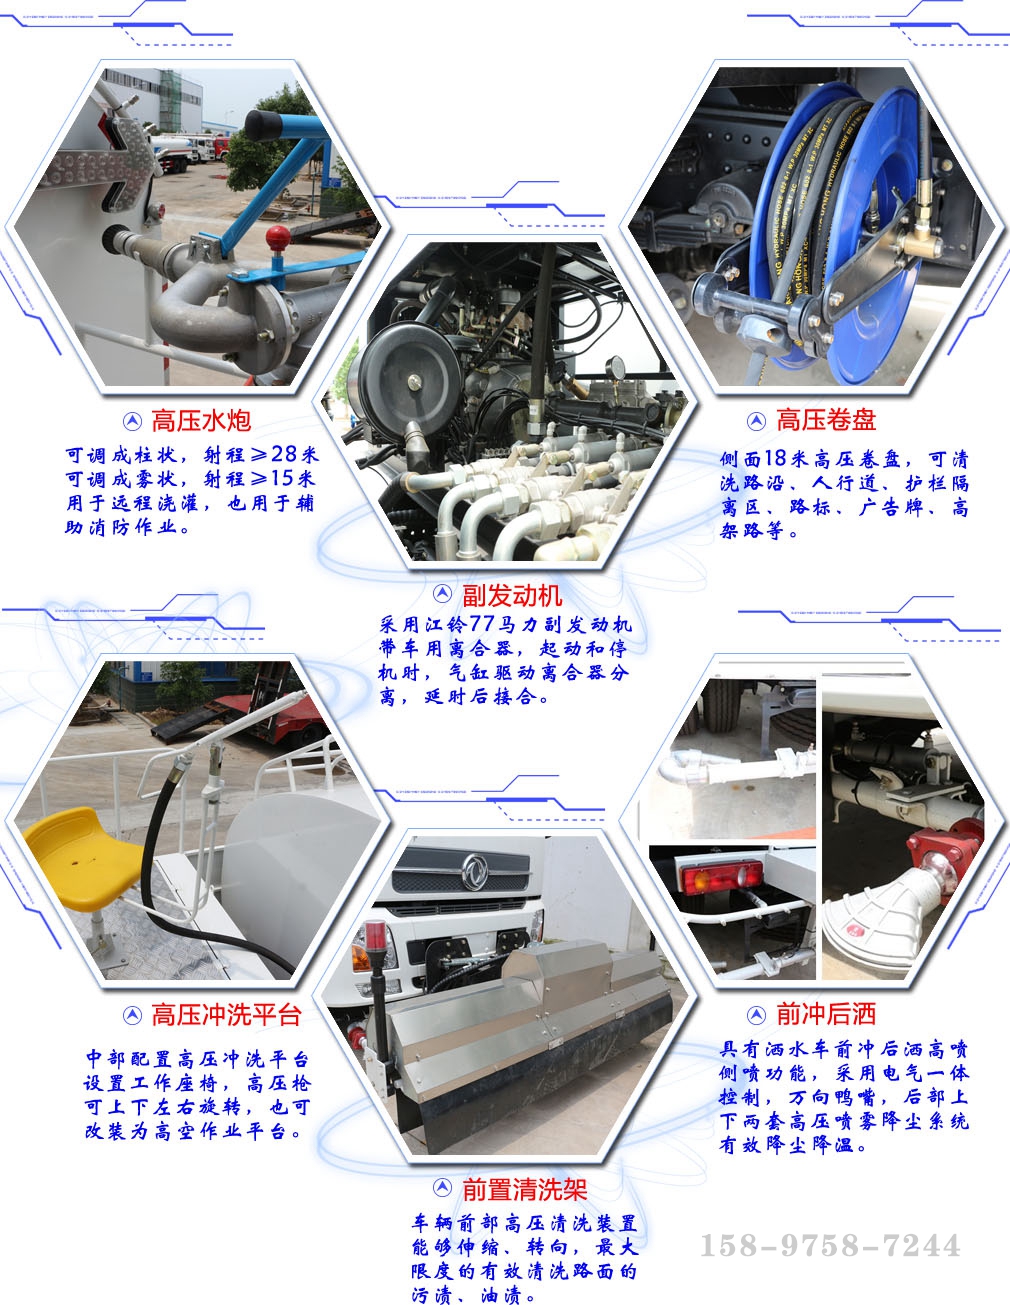 高压水炮
可调成柱状，射程≥28米
可调成雾状，射程≥15米
用于远程浇灌，也用于辅
助消防作业。
高压卷盘
侧面18米高压卷盘，可清
洗路沿、人行道、护栏隔
离区、路标、广告牌、高
架路等。
副发动机
采用江铃77马力副发动机
带车用离合器，起动和停
机时，气缸驱动离合器分
离，延时后接合。
高压冲洗平台
中部配置高压冲洗平台
设置工作座椅，高压枪
可上下左右旋转，也可
改装为高空作业平台。
前冲后洒
具有洒水车前冲后洒高喷
侧喷功能，采用电气一体
控制，万向鸭嘴，后部上
下两套高压喷雾降尘系统
有效降尘降温。
前置清洗架
车辆前部高压清洗装置
能够伸缩、转向，最大
限度的有效清洗路面的
污渍、油渍。
158-9758-7244